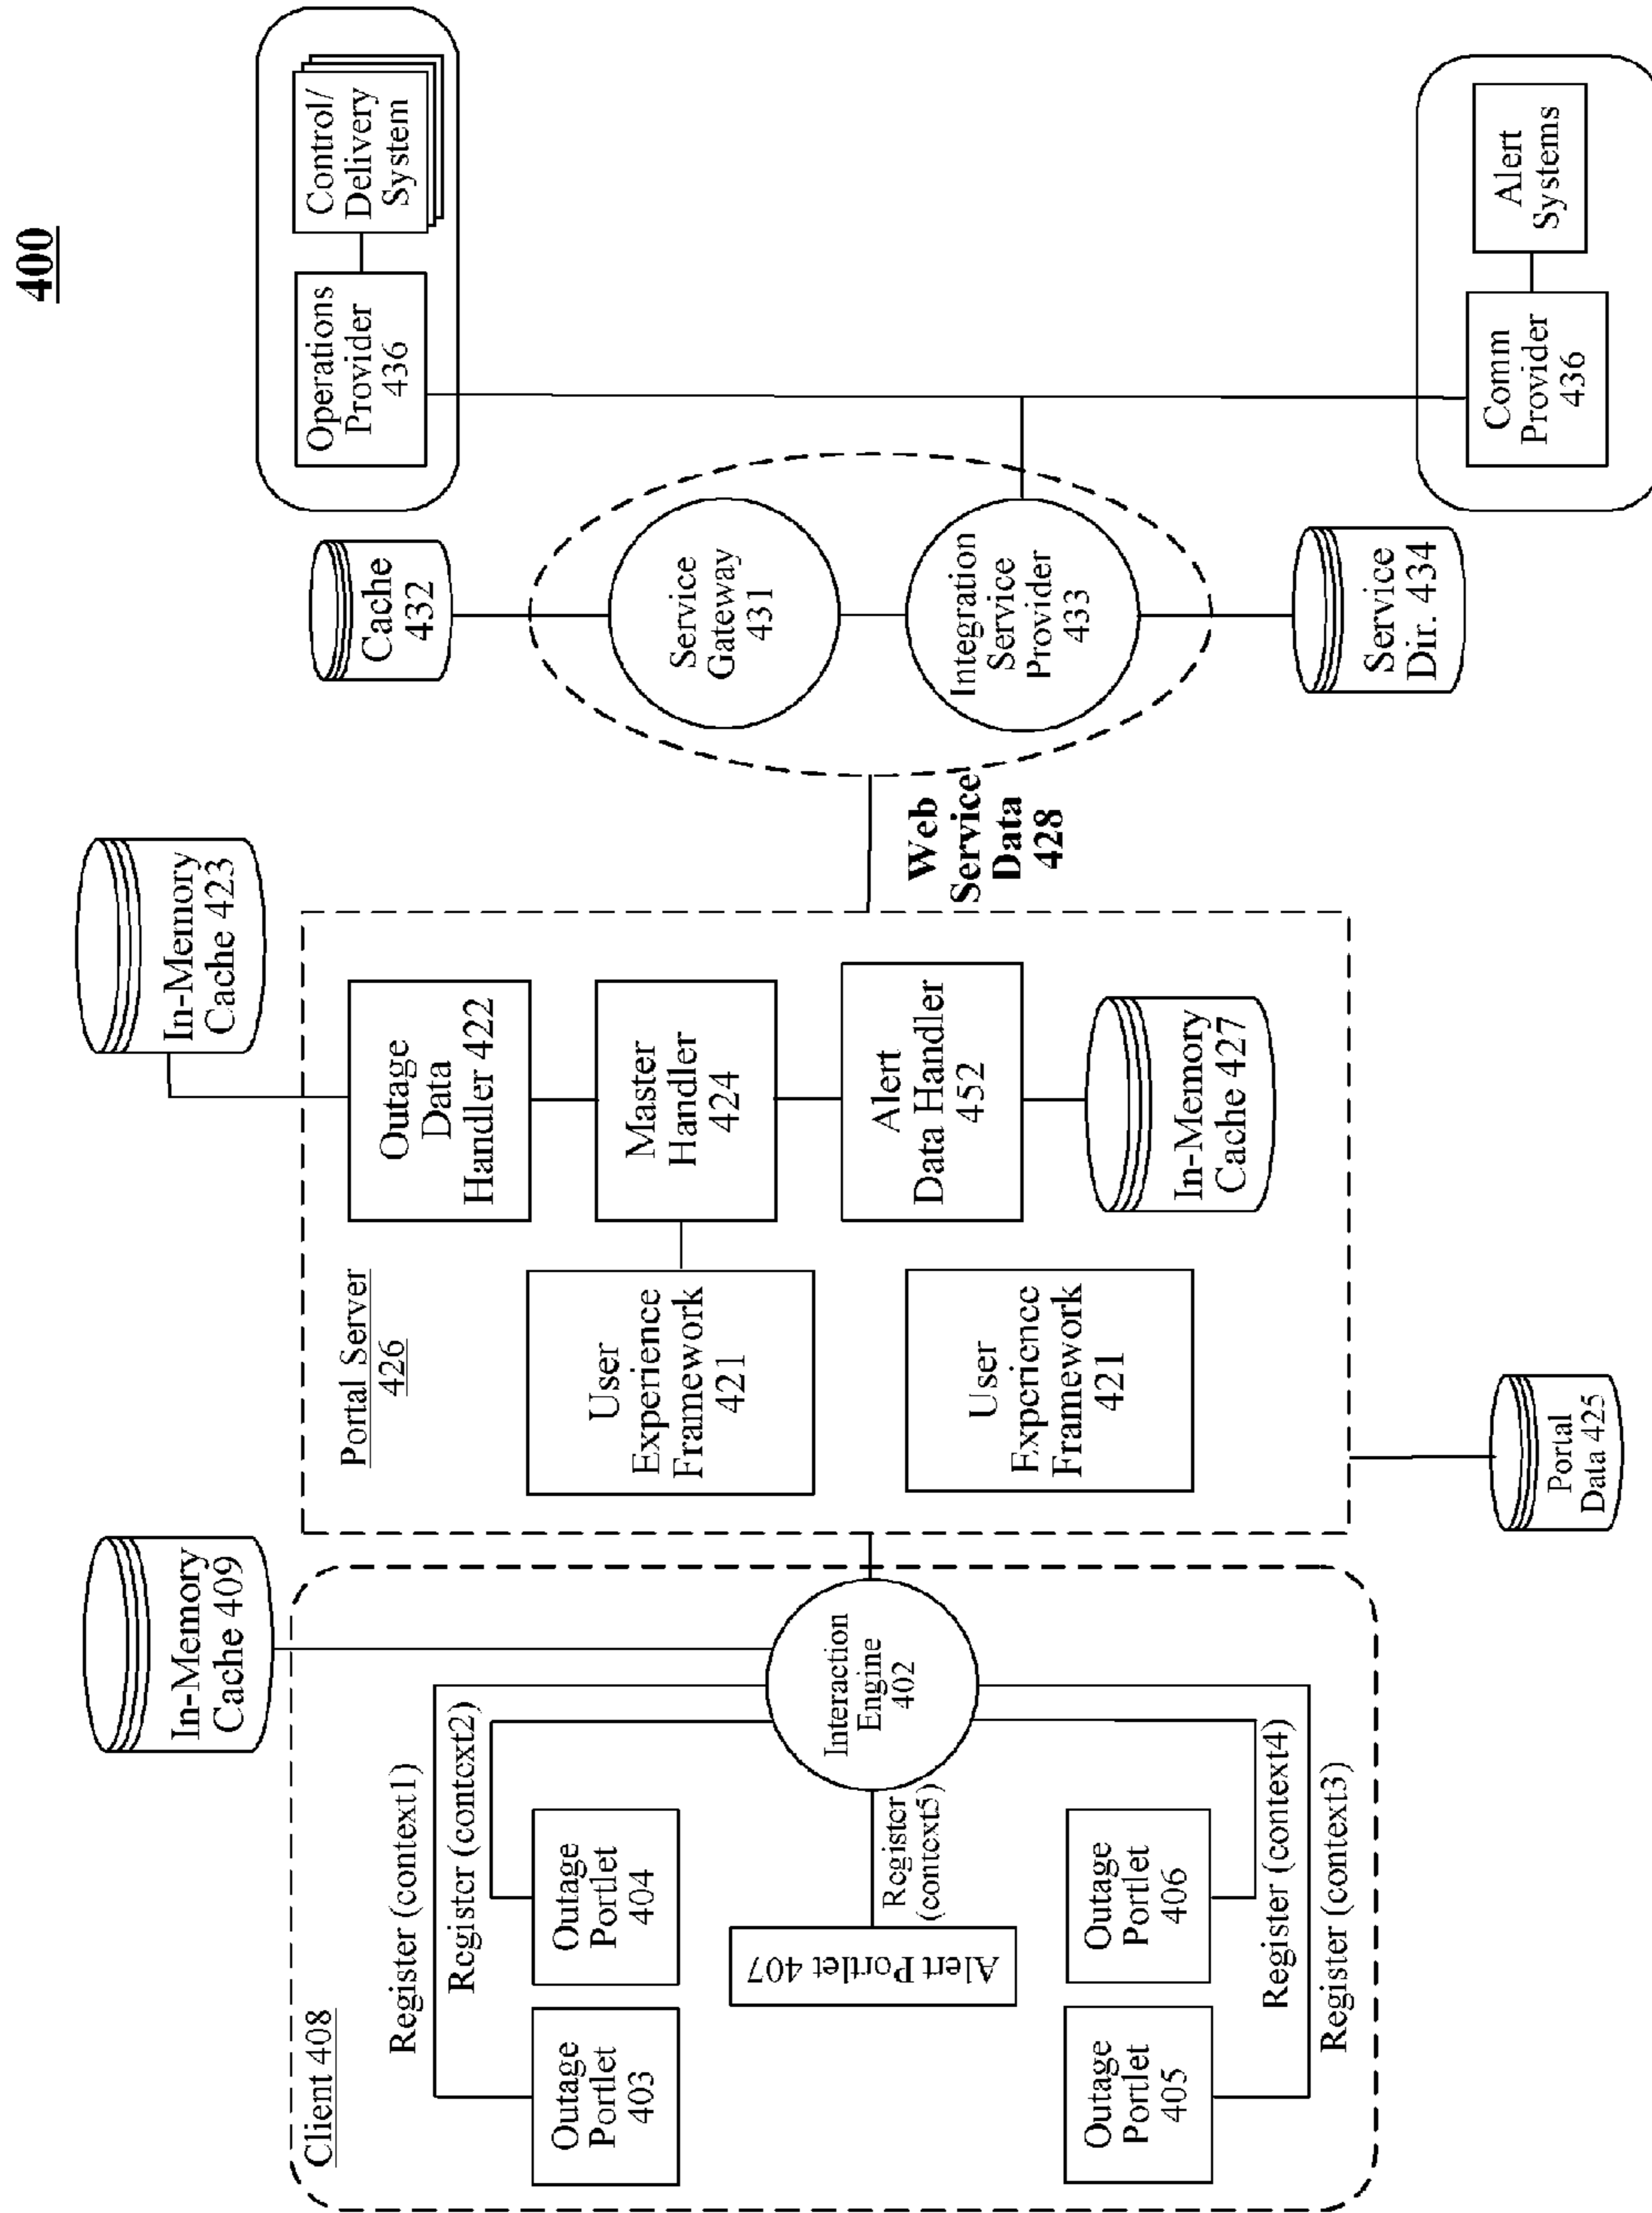 400
Client 408
Register (context1)
Register (context2)
Outage
Portlet
403
Outage
Portlet
404
Alert Portlet 407
Register
(context5)
Interaction
Engine
402
Outage
Portlet
405
Outage
Portlet
406
Register (context4)
Register (context3)
In-Memory
Cache 409
Portal Server
426
User
Experience
Framework
421
User
Experience
Framework
421
Outage
Data
Handler 422
Master
Handler
424
Alert
Data Handler
452
In-Memory
Cache 427
In-Memory
Cache 423
Portal
Data 425
Web
Service
Data
428
Cache
432
Service
Gateway
431
Integration
Service
Provider
433
Service
Dir. 434
Operations
Provider
436
Control/
Delivery
System
Comm
Provider
436
Alert
Systems